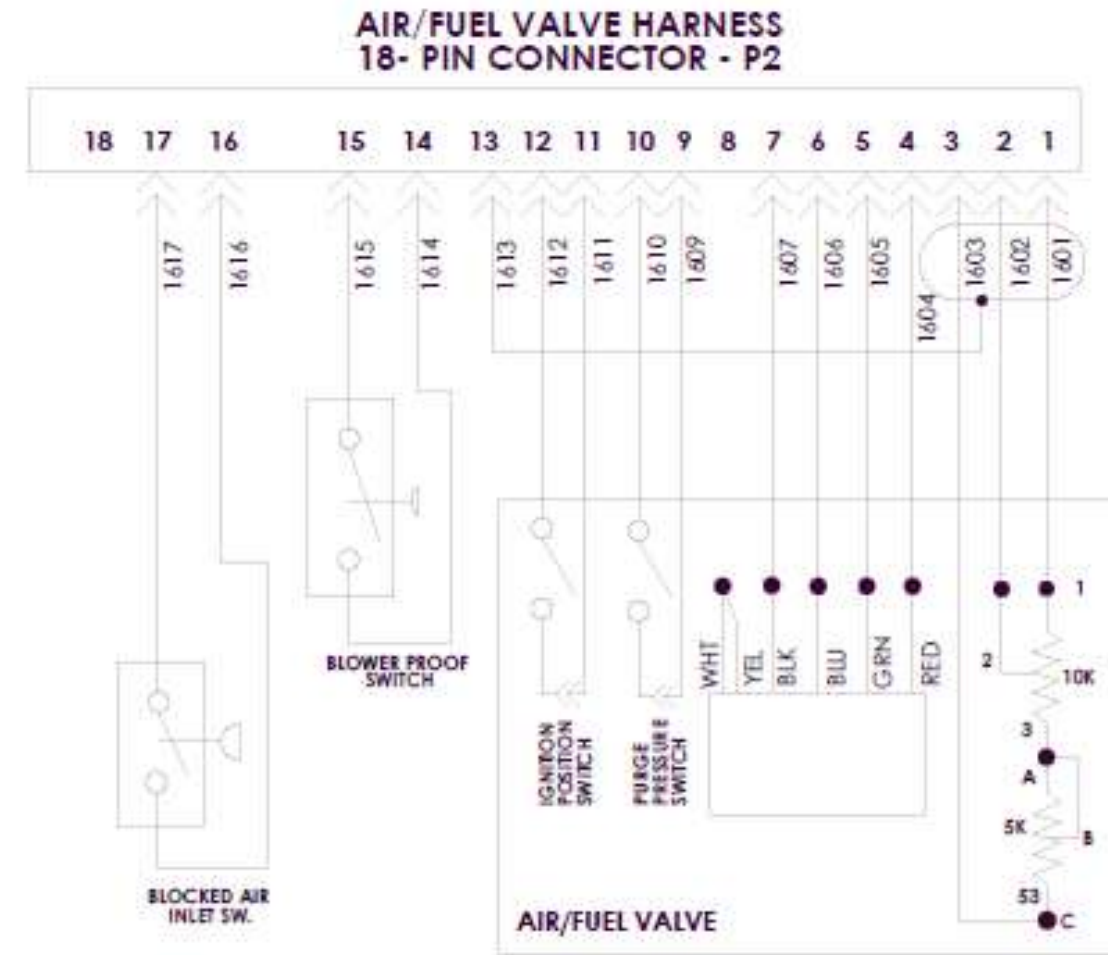 AIR/FUEL VALVE HARNESS
18- PIN CONNECTOR - P2
18 17 16 15 14 13 12 11 10 9 8 7 6 5 4 3 2 1
1617 1616 1615 1614 1613 1612 1611 1610 1609 1607 1606 1605 1604 1603 1602 1601
1
2
10K
3
A
5K
B
53
C
WHT YEL BLK BLU GRN RED
BLOWER PROOF
SWITCH
IGNITION
POSITION
SWITCH
PURGE
PRESSURE
SWITCH
BLOCKED AIR
INLET SW.
AIR/FUEL VALVE